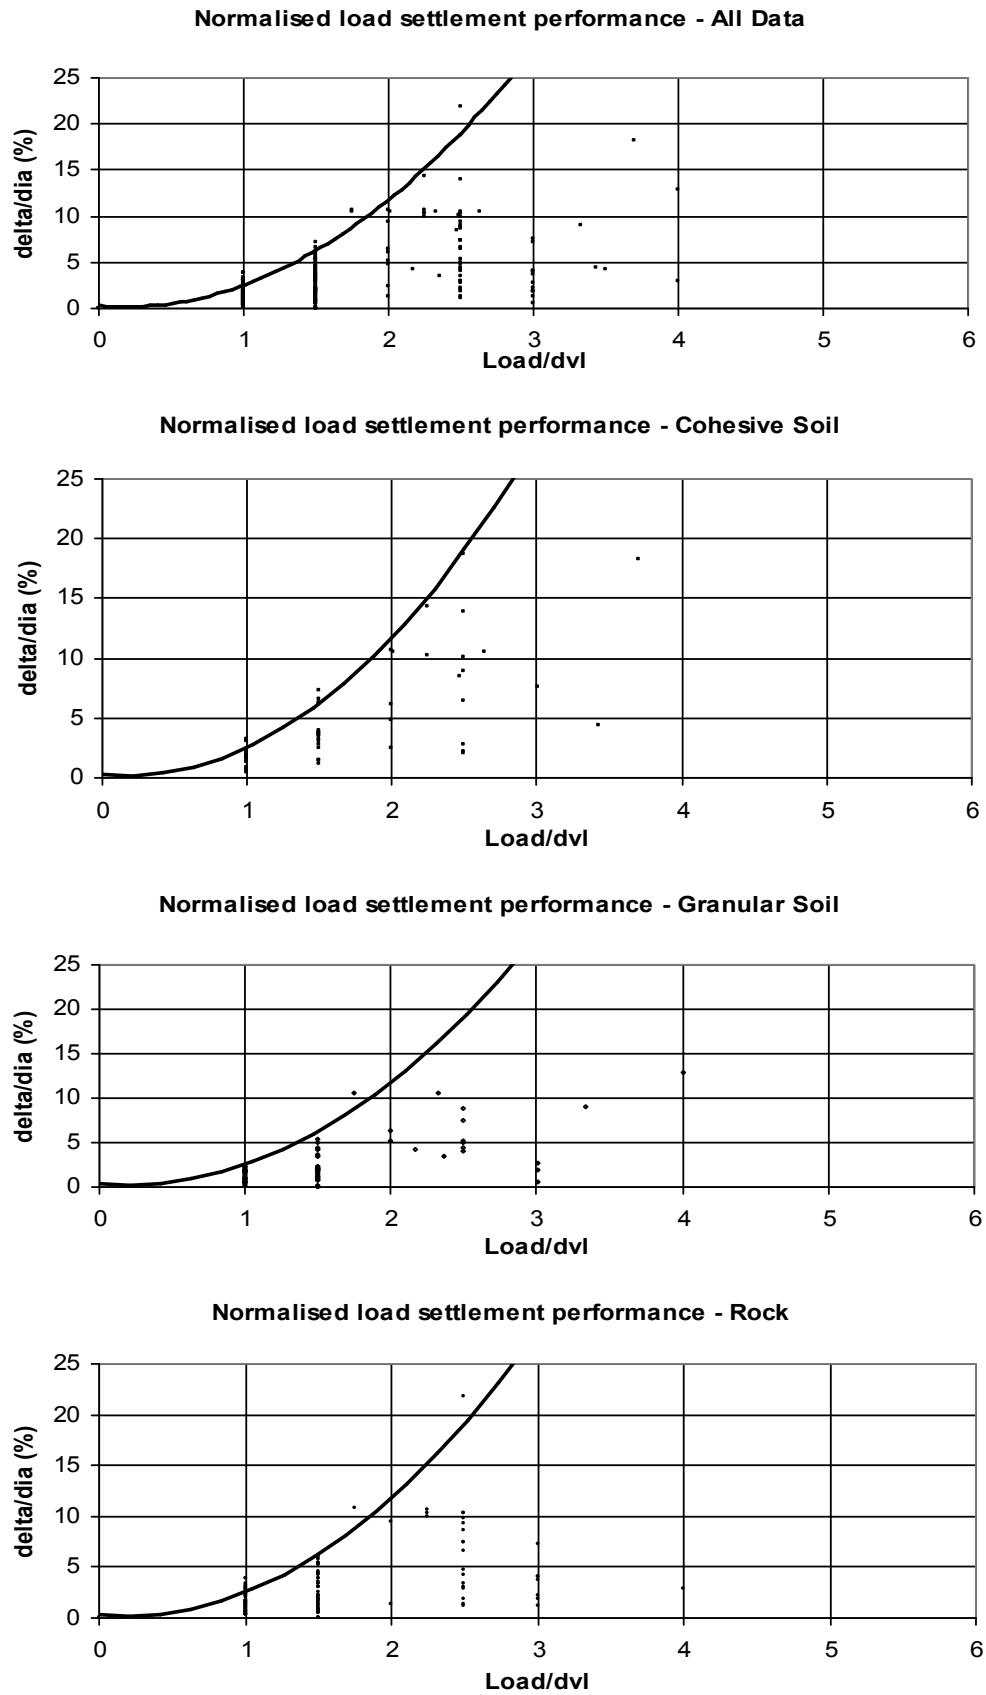 Normalised load settlement performance - All Data
delta/dia (%)
25
20
15
10
5
0
0 1 2 3 4 5 6
Load/dvl
Normalised load settlement performance - Cohesive Soil
delta/dia (%)
25
20
15
10
5
0
0 1 2 3 4 5 6
Load/dvl
Normalised load settlement performance - Granular Soil
delta/dia (%)
25
20
15
10
5
0
0 1 2 3 4 5 6
Load/dvl
Normalised load settlement performance - Rock
delta/dia (%)
25
20
15
10
5
0
0 1 2 3 4 5 6
Load/dvl